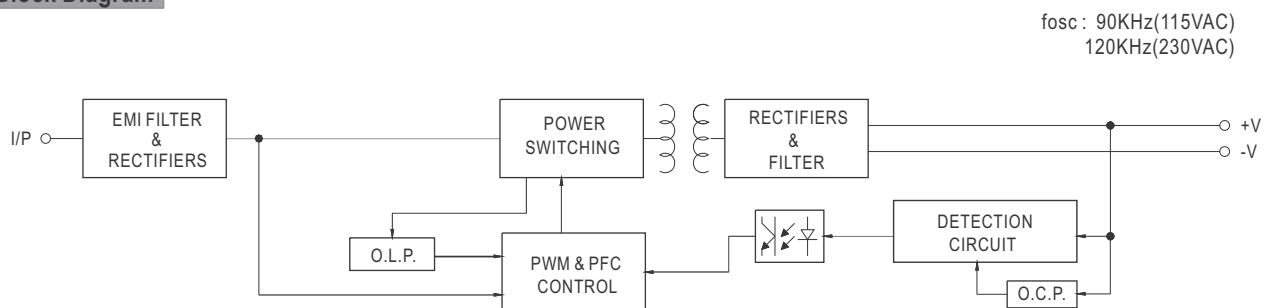 Block Diagram
fosc : 90KHz(115VAC)
120KHz(230VAC)
I/P
EMI FILTER
&
RECTIFIERS
POWER
SWITCHING
RECTIFIERS
&
FILTER
+V
-V
O.L.P.
PWM & PFC
CONTROL
DETECTION
CIRCUIT
O.C.P.